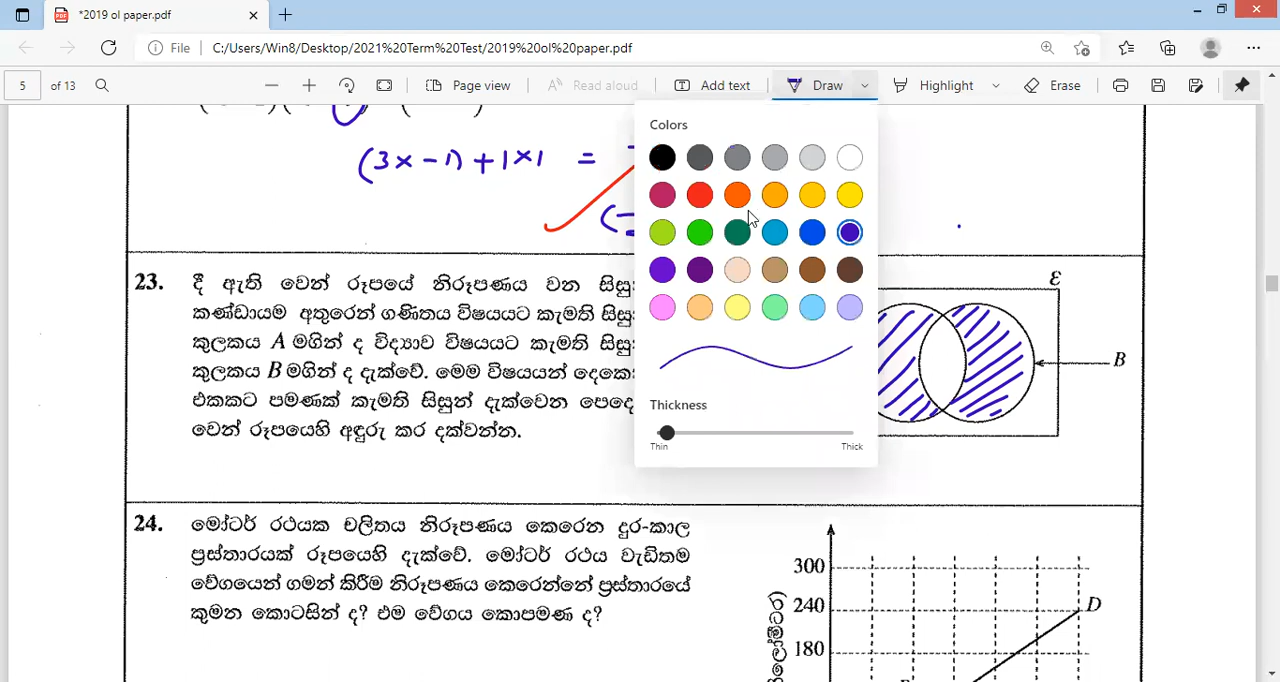 *2019 ol paper.pdf
File C:/Users/Win8/Desktop/2021%20Term%20Test/2019%20ol%20paper.pdf
5 of 13 Page view Read aloud Add text Draw Highlight Erase
Colors
(3x-1)+1×1 =
23. දී ඇති වෙන් රූපයේ නිරූපණය වන
කණ්ඩායම අතුරෙන් ගණිතය විෂයයට කැමති
කුලකය A මගින් ද විද්‍යාව විෂයයට කැමති
කුලකය B මගින් ද දැක්වේ. මෙම විෂයයන්
එකකට පමණක් කැමති සිසුන් දැක්වෙන
වෙන් රූපයෙහි අඳුරු කර දක්වන්න.
ε
B
Thickness
Thin Thick
24. මෝටර් රථයක චලිතය නිරූපණය කෙරෙන දුර-කාල
ප්‍රස්තාරයක් රූපයෙහි දැක්වේ. මෝටර් රථය වැඩිතම
වේගයෙන් ගමන් කිරීම නිරූපණය කෙරෙන්නේ ප්‍රස්තාරයේ
කුමන කොටසින් ද? එම වේගය කොපමණ ද?
300
240 D
180